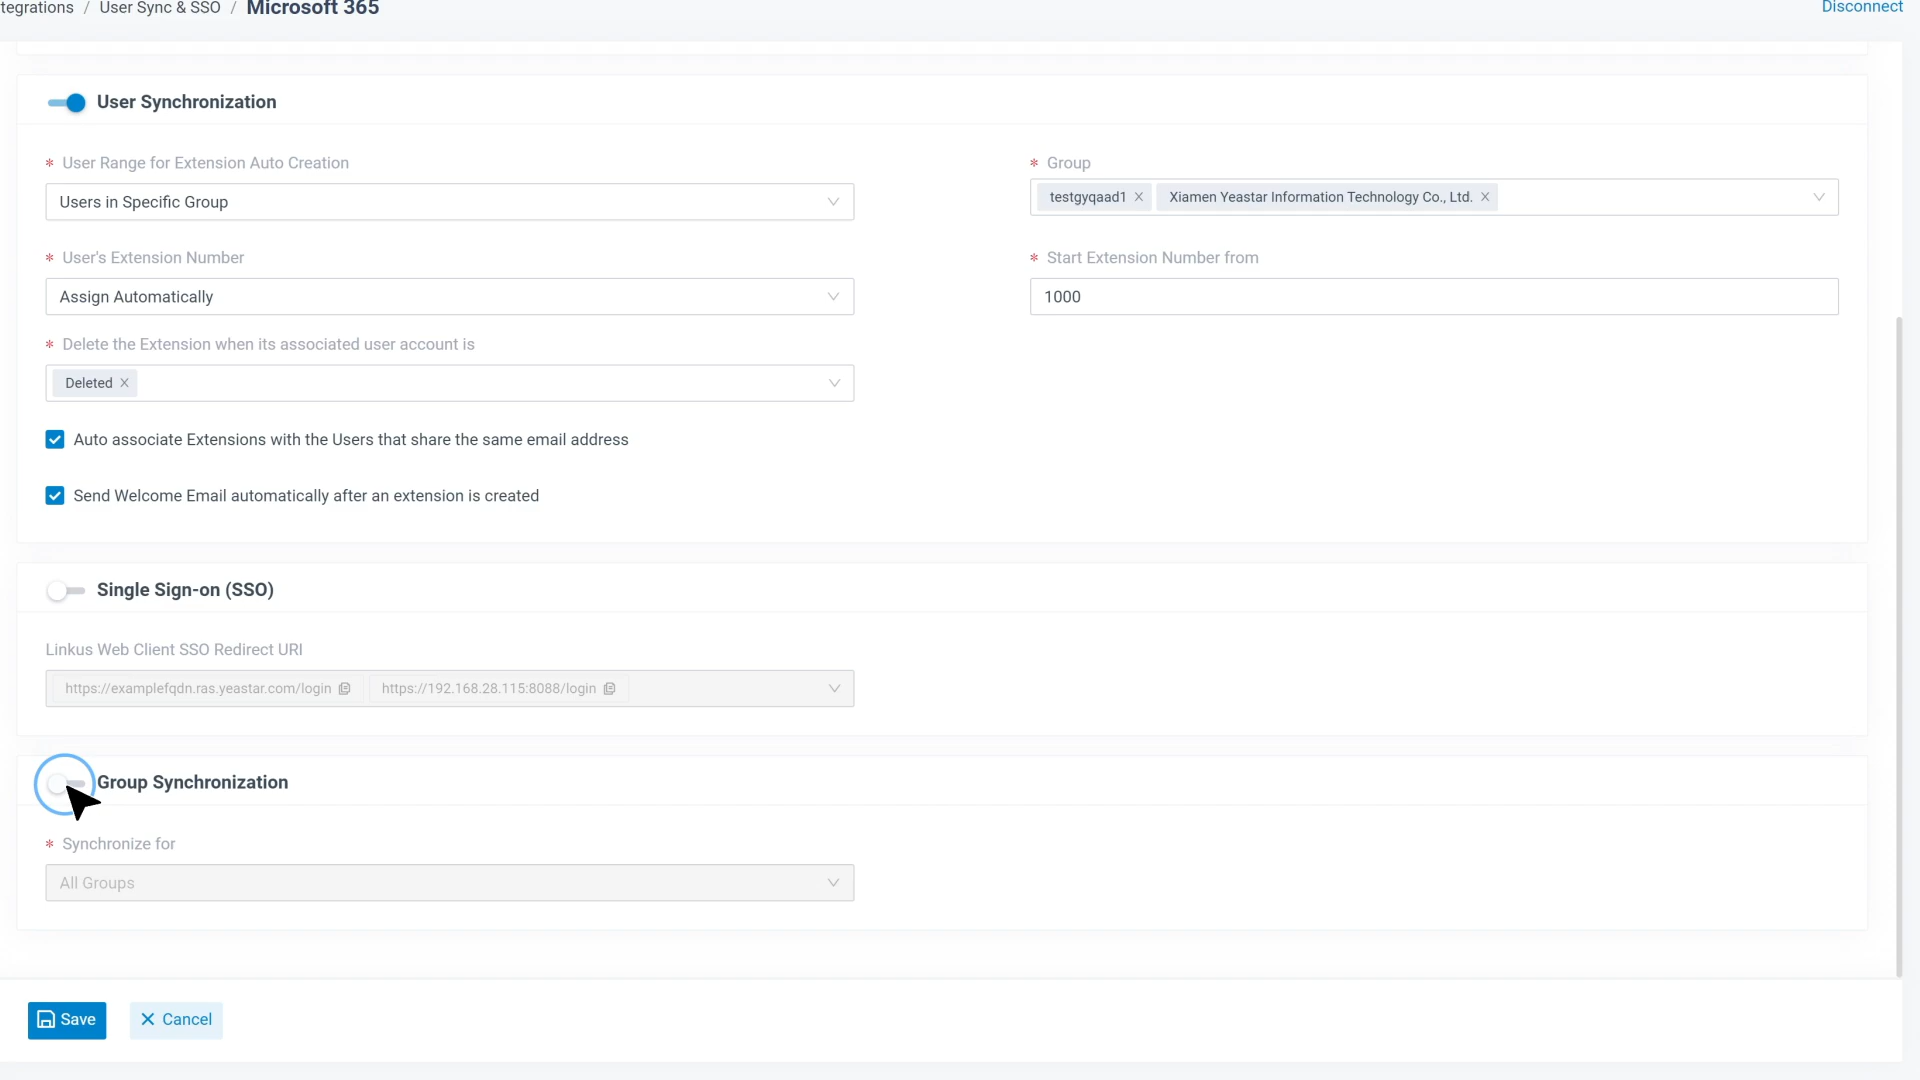 tegrations / User Sync & SSO / Microsoft 365
Disconnect
User Synchronization
* User Range for Extension Auto Creation
Users in Specific Group
* Group
testgyqaad1 Xiamen Yeastar Information Technology Co., Ltd.
* User's Extension Number
Assign Automatically
* Start Extension Number from
1000
* Delete the Extension when its associated user account is
Deleted
Auto associate Extensions with the Users that share the same email address
Send Welcome Email automatically after an extension is created
Single Sign-on (SSO)
Linkus Web Client SSO Redirect URI
https://examplefqdn.ras.yeastar.com/login https://192.168.28.115:8088/login
Group Synchronization
* Synchronize for
All Groups
Save
Cancel